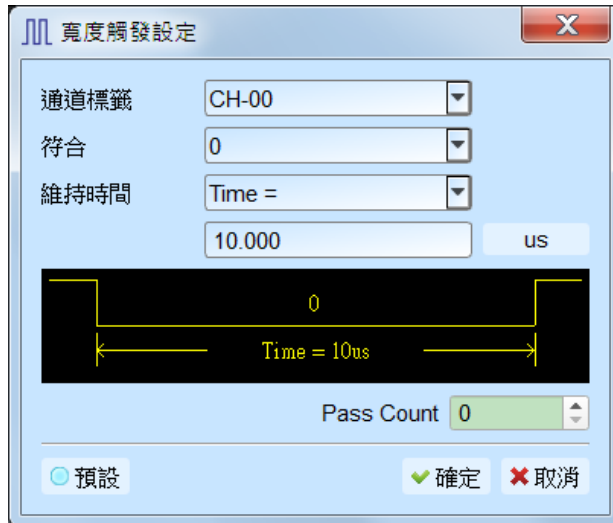 寬度觸發設定
通道標籤 CH-00
符合 0
維持時間 Time =
10.000 us
0
Time = 10us
Pass Count 0
預設 確定 取消